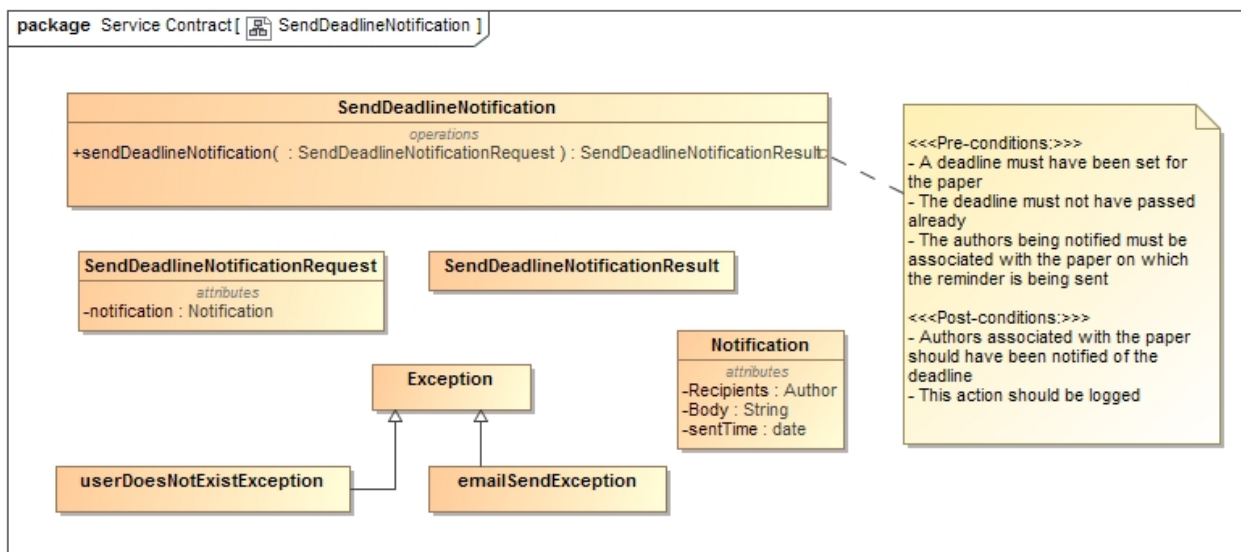 package Service Contract[ SendDeadlineNotification ]
SendDeadlineNotification
operations
+sendDeadlineNotification( : SendDeadlineNotificationRequest ) : SendDeadlineNotificationResult
<<<Pre-conditions:>>>
- A deadline must have been set for
the paper
- The deadline must not have passed
already
- The authors being notified must be
associated with the paper on which
the reminder is being sent
<<<Post-conditions:>>>
- Authors associated with the paper
should have been notified of the
deadline
- This action should be logged
SendDeadlineNotificationRequest
attributes
-notification : Notification
SendDeadlineNotificationResult
Notification
attributes
-Recipients : Author
-Body : String
-sentTime : date
Exception
userDoesNotExistException
emailSendException